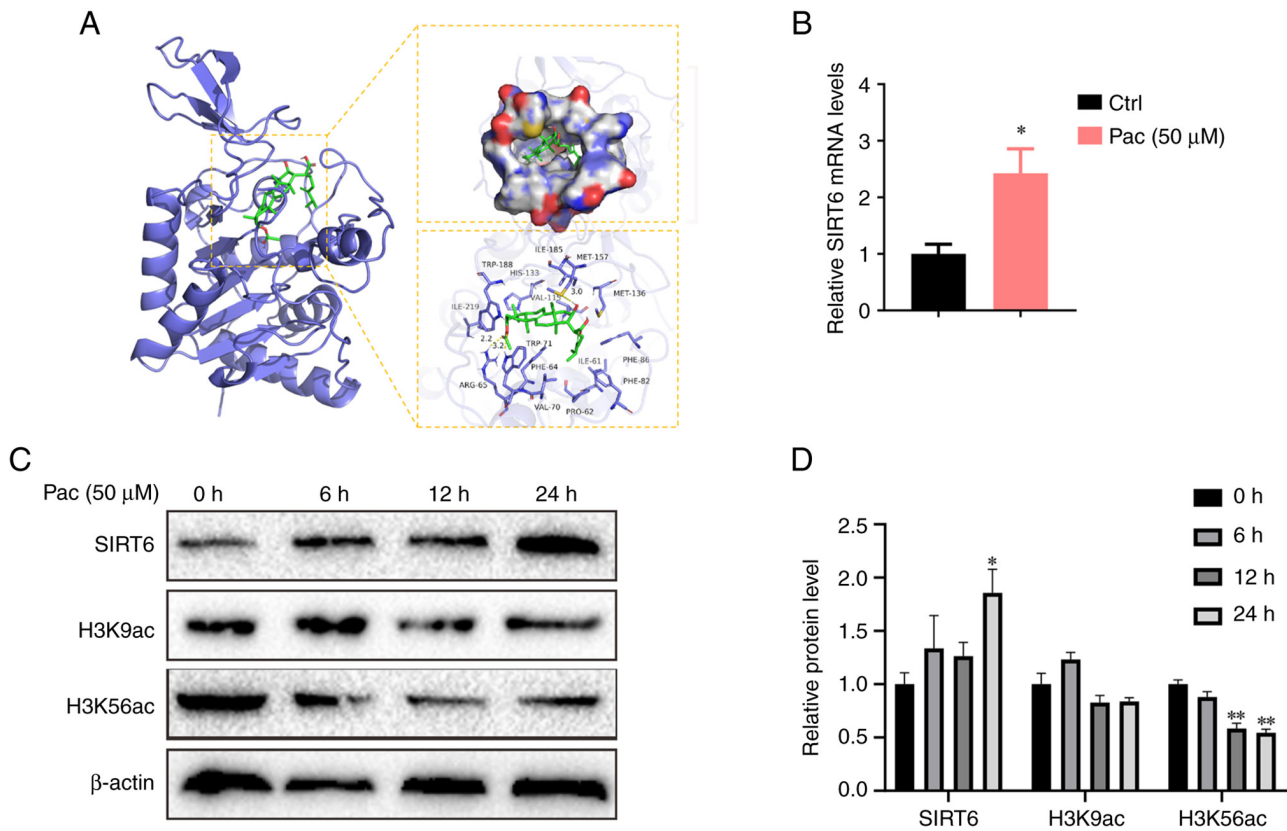 A
ILE-185
MET-157
TRP-188
HIS-133
3.0
VAL-115
MET-136
ILE-219
2.2
3.2
TRP-71
ILE-61
PHE-86
ARG-65
PHE-64
PHE-82
VAL-70
PRO-62
B
Relative SIRT6 mRNA levels
4
3
2
1
0
*
Ctrl
Pac (50 μM)
C
Pac (50 μM) 0 h 6 h 12 h 24 h
SIRT6
H3K9ac
H3K56ac
β-actin
D
Relative protein level
2.5
2.0
1.5
1.0
0.5
0.0
*
** **
SIRT6 H3K9ac H3K56ac
0 h
6 h
12 h
24 h